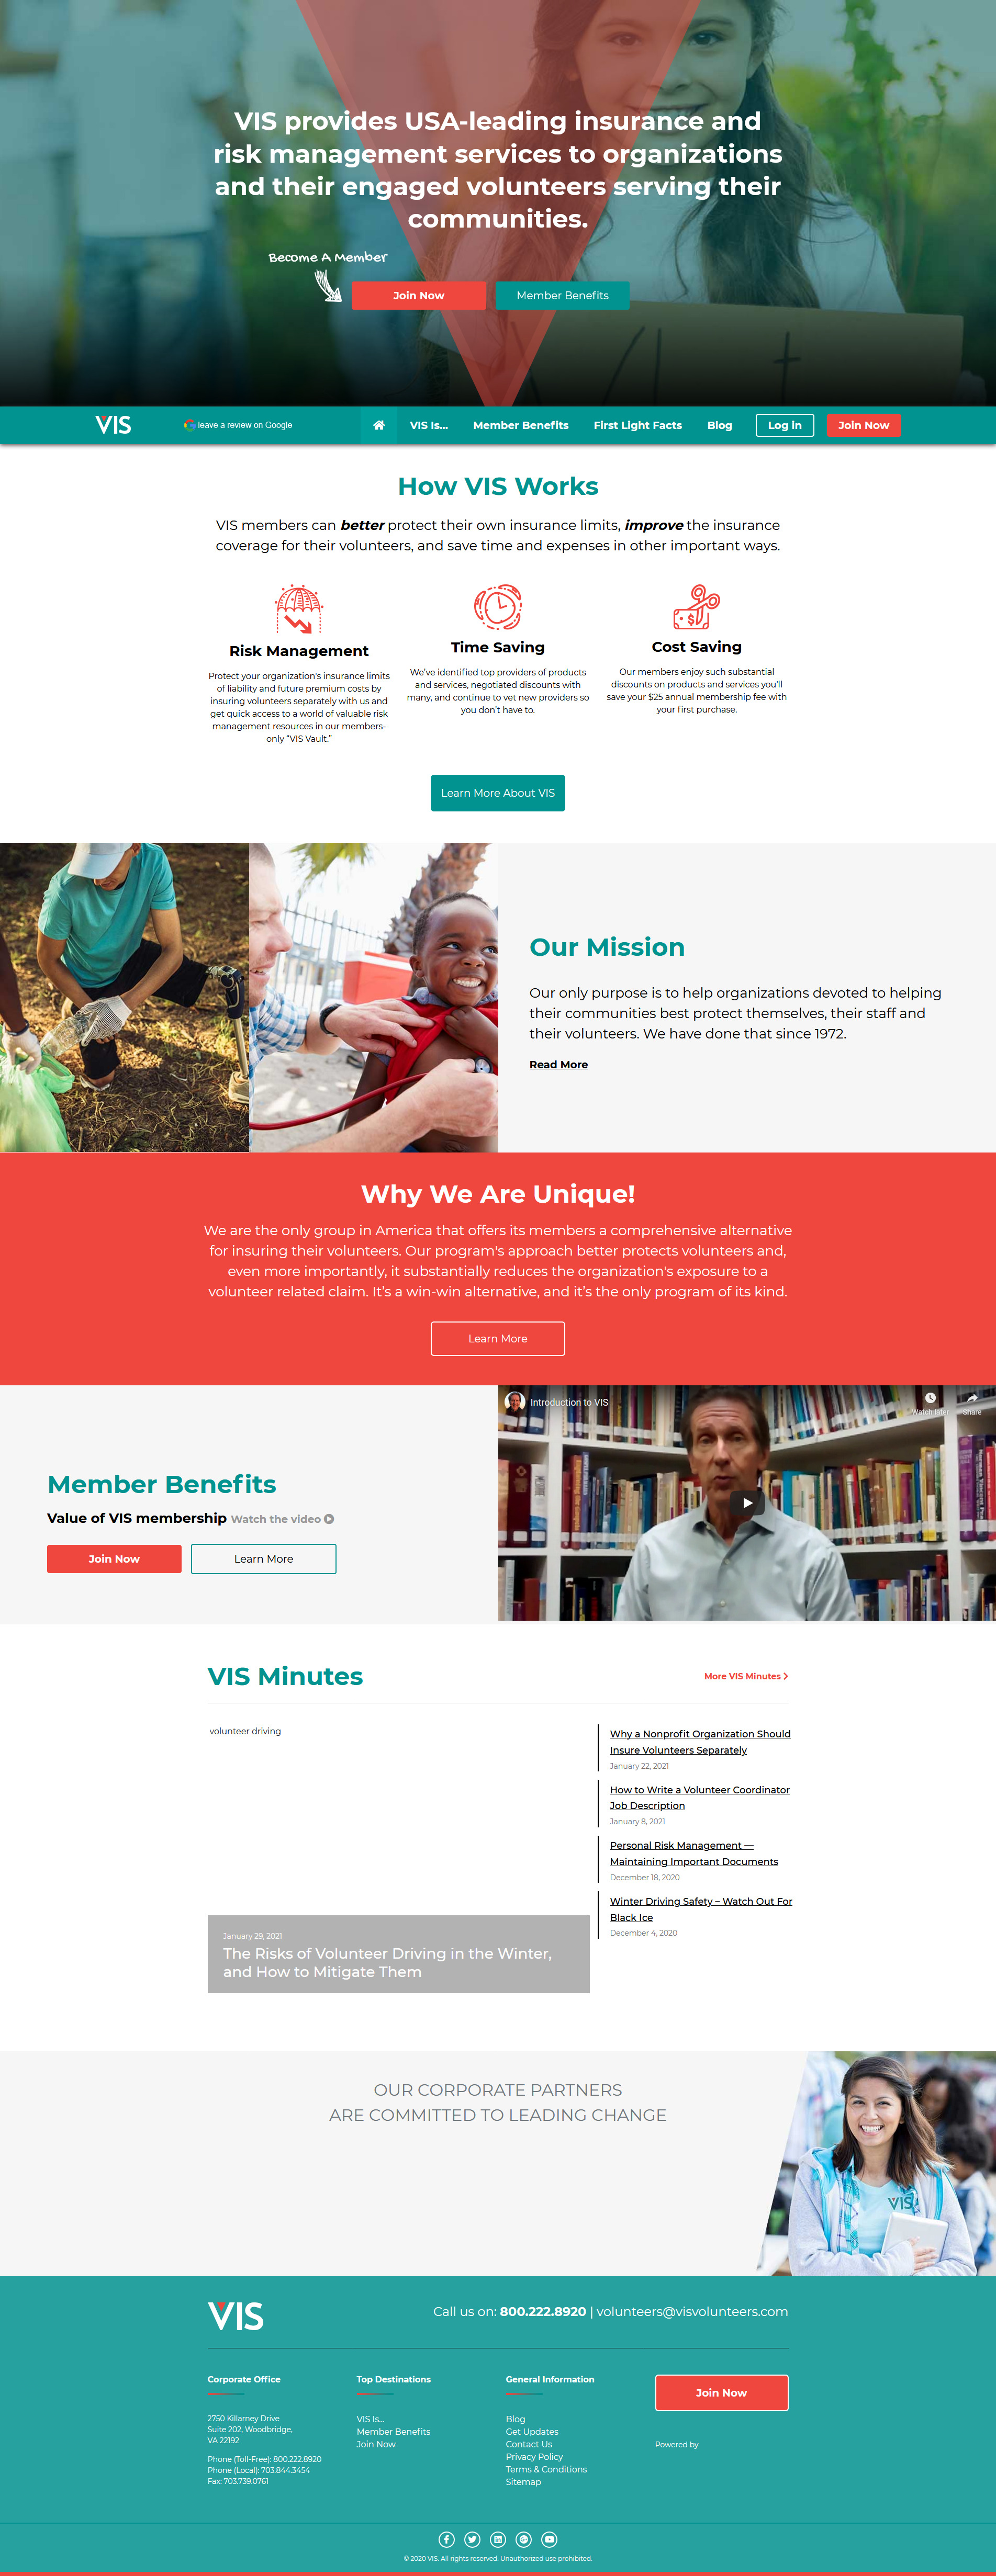 VIS provides USA-leading insurance and
risk management services to organizations
and their engaged volunteers serving their
communities.
Become A Member
Join Now
Member Benefits
VIS
leave a review on Google
VIS Is...
Member Benefits
First Light Facts
Blog
Log in
Join Now
How VIS Works
VIS members can better protect their own insurance limits, improve the insurance
coverage for their volunteers, and save time and expenses in other important ways.
Risk Management
Protect your organization's insurance limits
of liability and future premium costs by
insuring volunteers separately with us and
get quick access to a world of valuable risk
management resources in our members-
only “VIS Vault.”
Time Saving
We’ve identified top providers of products
and services, negotiated discounts with
many, and continue to vet new providers so
you don’t have to.
$
Cost Saving
Our members enjoy such substantial
discounts on products and services you'll
save your $25 annual membership fee with
your first purchase.
Learn More About VIS
Our Mission
Our only purpose is to help organizations devoted to helping
their communities best protect themselves, their staff and
their volunteers. We have done that since 1972.
Read More
Why We Are Unique!
We are the only group in America that offers its members a comprehensive alternative
for insuring their volunteers. Our program's approach better protects volunteers and,
even more importantly, it substantially reduces the organization's exposure to a
volunteer related claim. It’s a win-win alternative, and it’s the only program of its kind.
Learn More
Member Benefits
Value of VIS membership Watch the video
Join Now
Learn More
Introduction to VIS
Watch later
Share
VIS Minutes
More VIS Minutes
volunteer driving
January 29, 2021
The Risks of Volunteer Driving in the Winter,
and How to Mitigate Them
Why a Nonprofit Organization Should
Insure Volunteers Separately
January 22, 2021
How to Write a Volunteer Coordinator
Job Description
January 8, 2021
Personal Risk Management —
Maintaining Important Documents
December 18, 2020
Winter Driving Safety – Watch Out For
Black Ice
December 4, 2020
OUR CORPORATE PARTNERS
ARE COMMITTED TO LEADING CHANGE
VIS
VIS
Call us on: 800.222.8920 | volunteers@visvolunteers.com
Corporate Office
2750 Killarney Drive
Suite 202, Woodbridge,
VA 22192
Phone (Toll-Free): 800.222.8920
Phone (Local): 703.844.3454
Fax: 703.739.0761
Top Destinations
VIS Is...
Member Benefits
Join Now
General Information
Blog
Get Updates
Contact Us
Privacy Policy
Terms & Conditions
Sitemap
Join Now
Powered by
© 2020 VIS. All rights reserved. Unauthorized use prohibited.